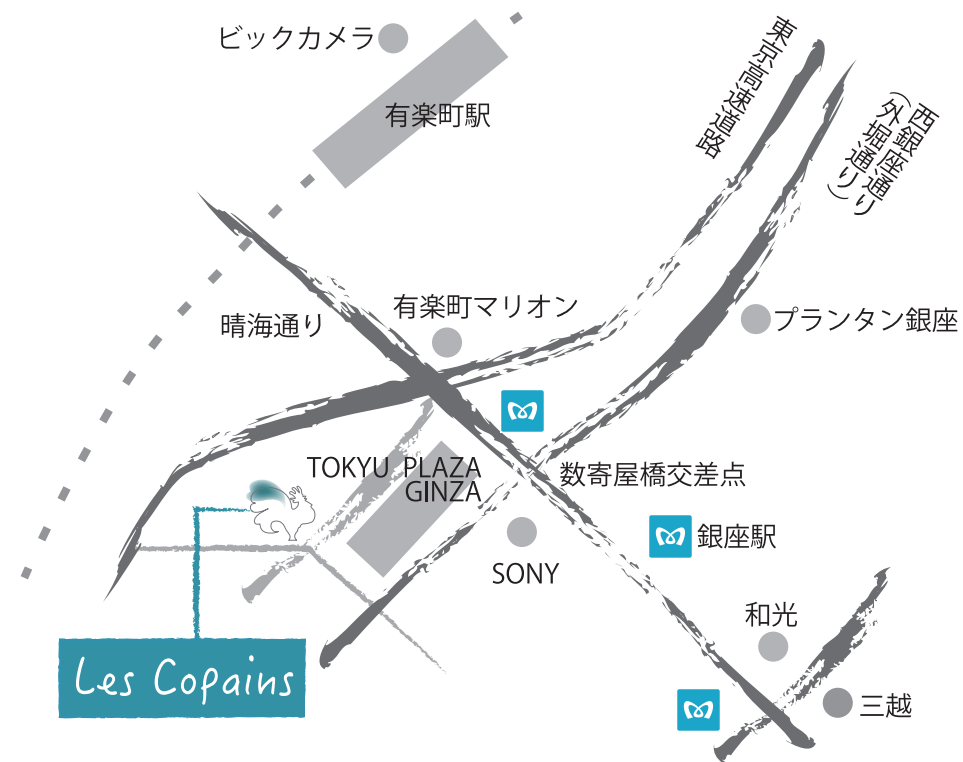 ビックカメラ
有楽町駅
東京高速道路
西銀座通り
(外堀通り)
晴海通り
有楽町マリオン
プランタン銀座
TOKYU PLAZA
GINZA
数寄屋橋交差点
SONY
銀座駅
和光
三越
Les Copains